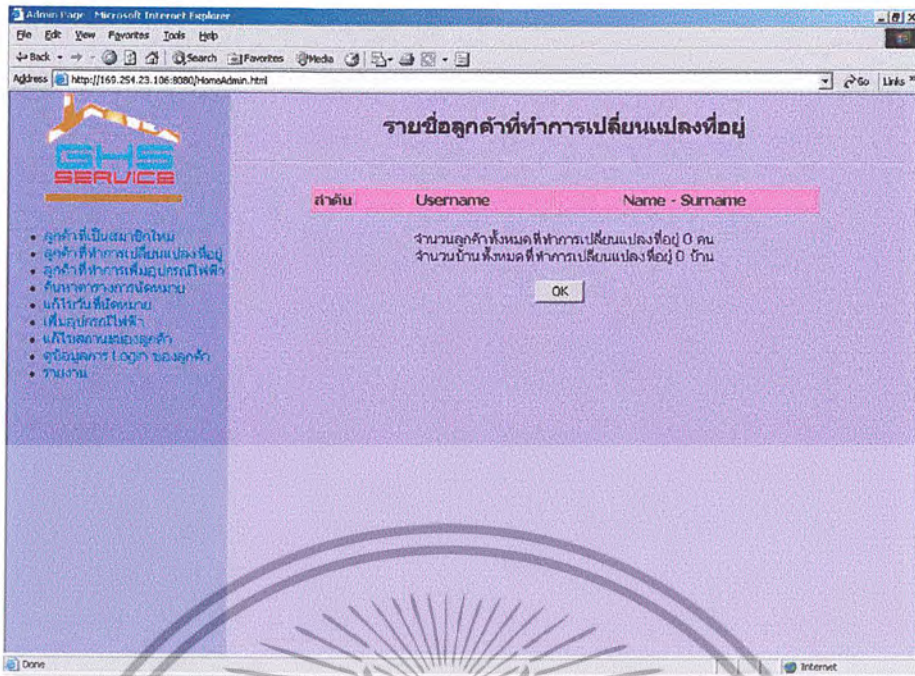 Admin Page - Microsoft Internet Explorer
File Edit View Favorites Tools Help
Back Search Favorites Media
Address http://169.254.23.106:8080/HomeAdmin.html Go Links
GHS
SERVICE
รายชื่อลูกค้าที่ทำการเปลี่ยนแปลงที่อยู่
ลำดับ Username Name - Surname
จำนวนลูกค้าทั้งหมดที่ทำการเปลี่ยนแปลงที่อยู่ 0 คน
จำนวนบ้านทั้งหมดที่ทำการเปลี่ยนแปลงที่อยู่ 0 บ้าน
OK
ลูกค้าที่เป็นสมาชิกใหม่
ลูกค้าที่ทำการเปลี่ยนแปลงที่อยู่
ลูกค้าที่ทำการเพิ่มอุปกรณ์ไฟฟ้า
ค้นหาตารางการนัดหมาย
แก้ไขวันที่นัดหมาย
เพิ่มอุปกรณ์ไฟฟ้า
แก้ไขสถานะของลูกค้า
ดูข้อมูลการ Login ของลูกค้า
รายงาน
Done Internet